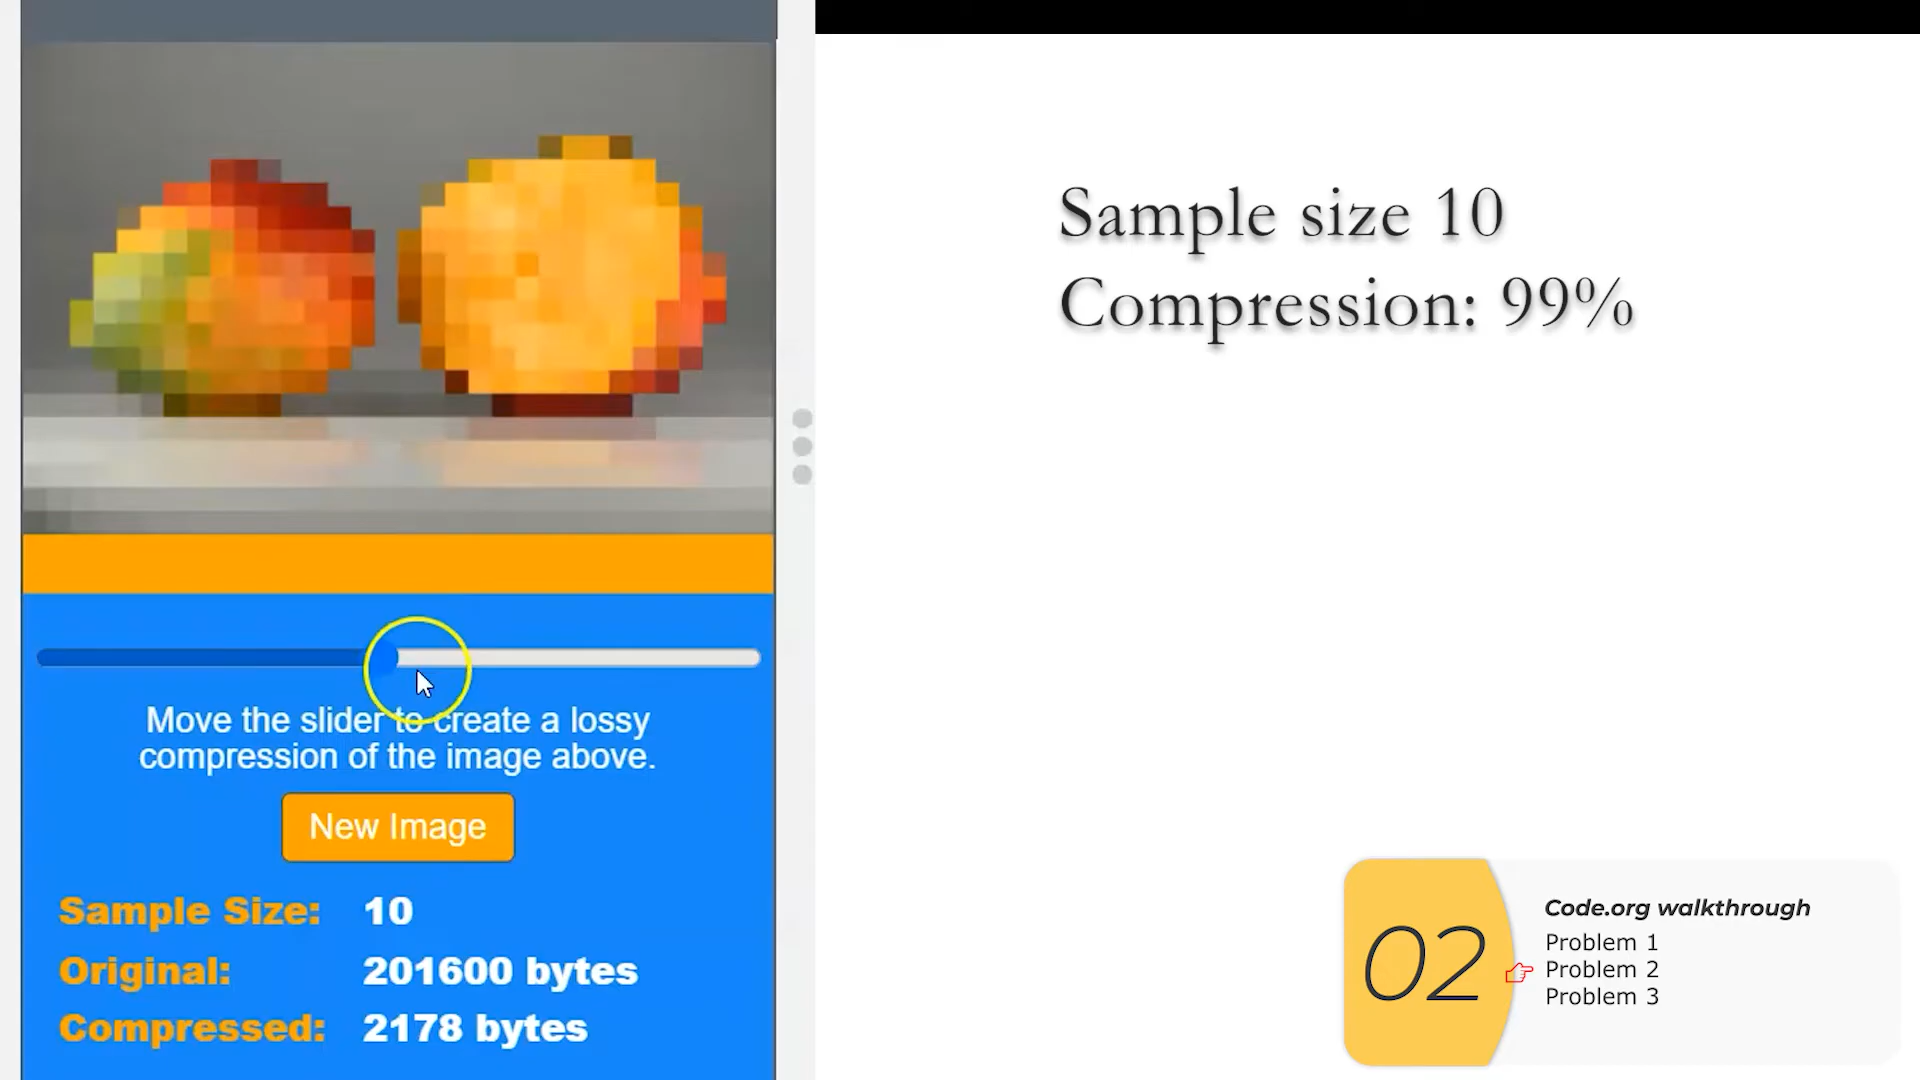 Move the slider to create a lossy
compression of the image above.
New Image
Sample Size: 10
Original: 201600 bytes
Compressed: 2178 bytes
Sample size 10
Compression: 99%
02
Code.org walkthrough
Problem 1
Problem 2
Problem 3